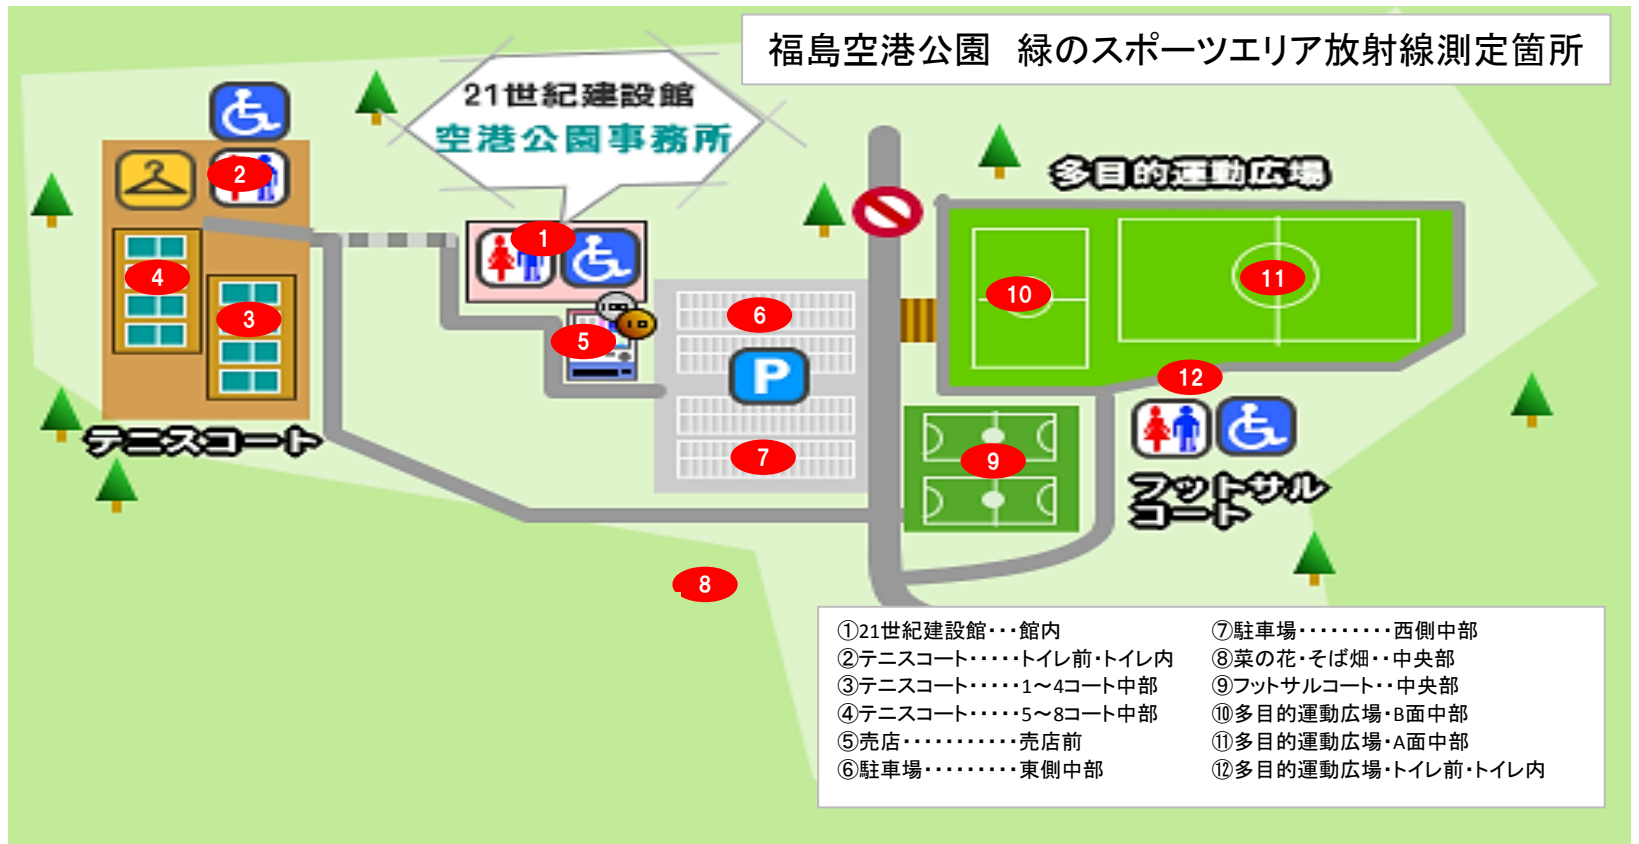 福島空港公園　緑のスポーツエリア放射線測定箇所
21世紀建設館
空港公園事務所
多目的運動広場
2
1
4
3
5
6
10
11
P
12
7
9
テニスコート
フットサル
コート
8
①21世紀建設館・・・館内
②テニスコート・・・・・トイレ前・トイレ内
③テニスコート・・・・・1～4コート中部
④テニスコート・・・・・5～8コート中部
⑤売店・・・・・・・・・・・売店前
⑥駐車場・・・・・・・・・東側中部
⑦駐車場・・・・・・・・・西側中部
⑧菜の花・そば畑・・中央部
⑨フットサルコート・・中央部
⑩多目的運動広場・B面中部
⑪多目的運動広場・A面中部
⑫多目的運動広場・トイレ前・トイレ内